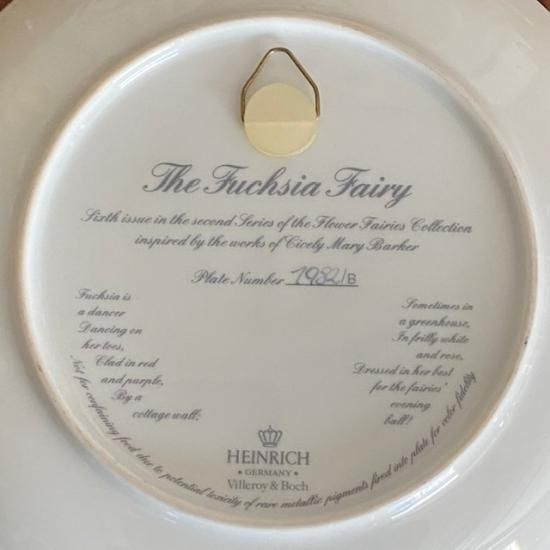 The Fuchsia Fairy
Sixth issue in the second Series of the Flower Fairies Collection
inspired by the works of Cicely Mary Barker
Plate Number 1982/B
Fuchsia is
a dancer
Dancing on
her toes,
Clad in red
and purple,
By a
cottage wall;
Sometimes in
a greenhouse,
In frilly white
and rose,
Dressed in her best
for the fairies'
evening
ball!
Not for containing food due to potential toxicity of rare metallic pigments fired into plate for color fidelity
HEINRICH
• GERMANY •
Villeroy & Boch